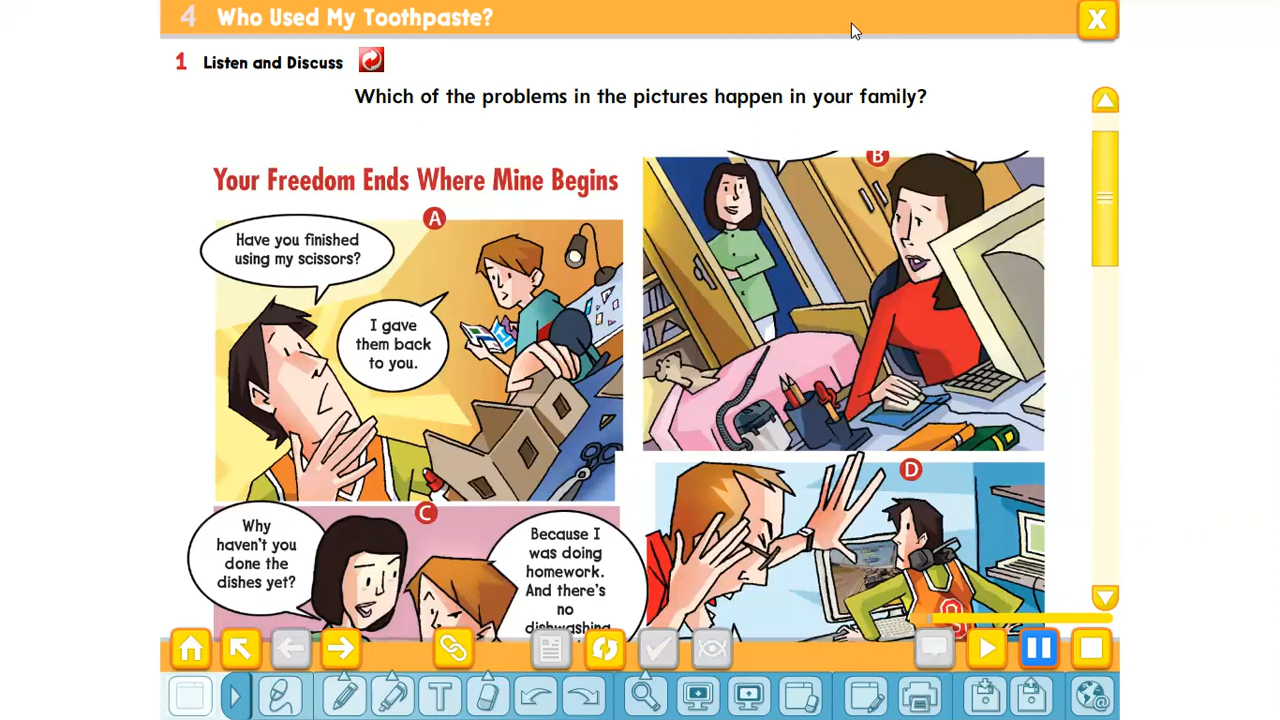 4 Who Used My Toothpaste?
X
1 Listen and Discuss
Which of the problems in the pictures happen in your family?
Your Freedom Ends Where Mine Begins
A
Have you finished
using my scissors?
I gave
them back
to you.
B
C
Why
haven't you
done the
dishes yet?
Because I
was doing
homework.
And there's
no
dishwashing
D
T